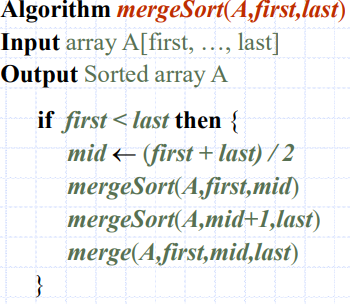 Algorithm mergeSort(A,first,last)
Input array A[first, …, last]
Output Sorted array A
if first < last then {
mid ← (first + last) / 2
mergeSort(A,first,mid)
mergeSort(A,mid+1,last)
merge(A,first,mid,last)
}